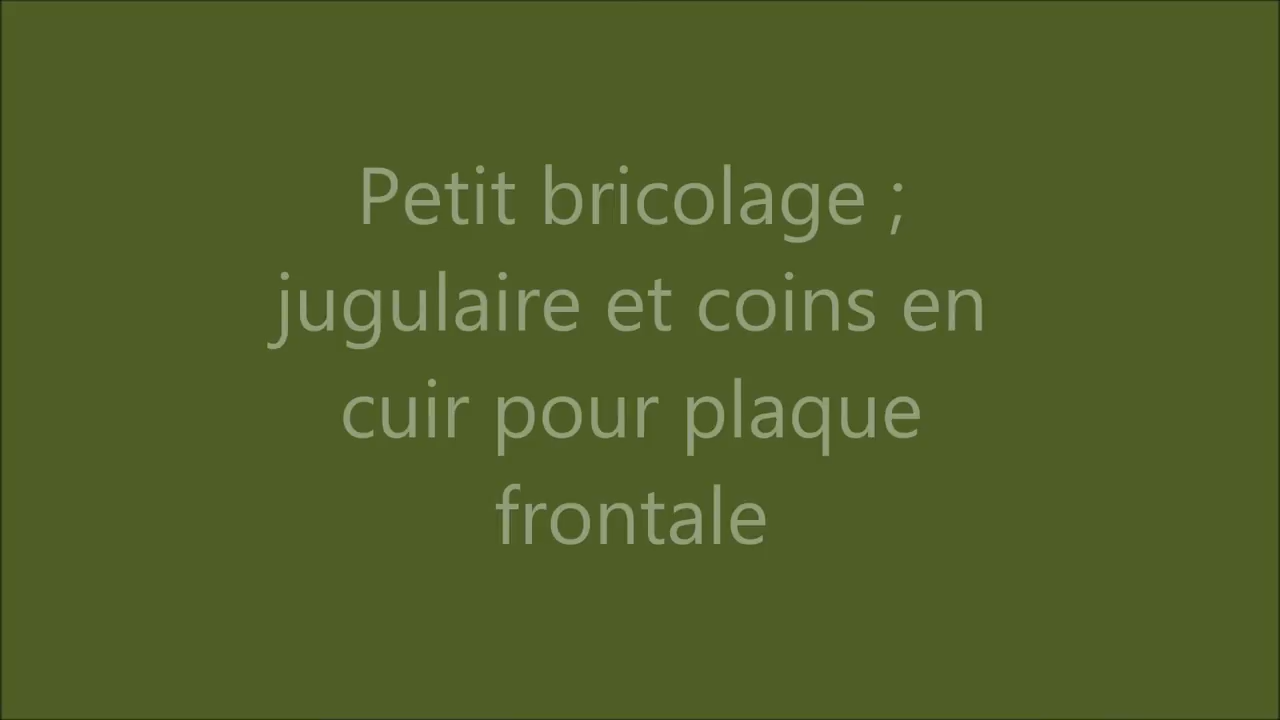 Petit bricolage ;
jugulaire et coins en
cuir pour plaque
frontale